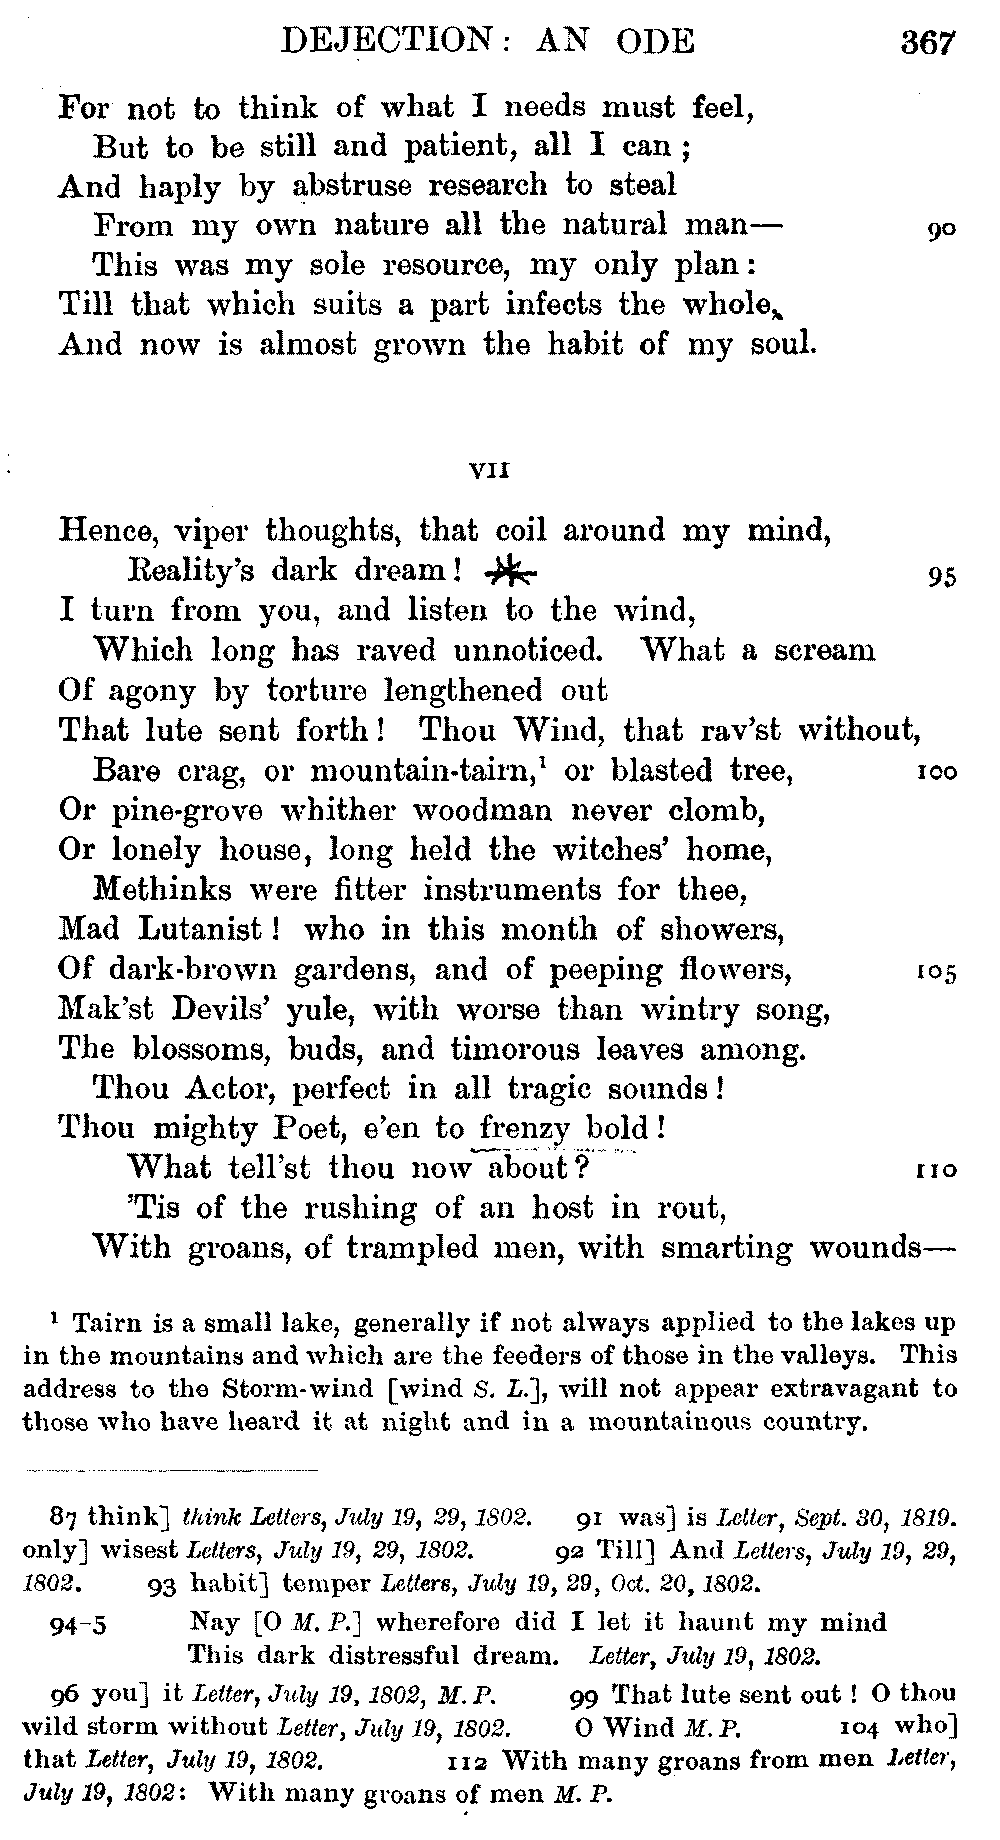 DEJECTION: AN ODE 367
For not to think of what I needs must feel,
But to be still and patient, all I can;
And haply by abstruse research to steal
From my own nature all the natural man— 90
This was my sole resource, my only plan:
Till that which suits a part infects the whole,
And now is almost grown the habit of my soul.
VII
Hence, viper thoughts, that coil around my mind,
Reality's dark dream! 95
I turn from you, and listen to the wind,
Which long has raved unnoticed. What a scream
Of agony by torture lengthened out
That lute sent forth! Thou Wind, that rav'st without,
Bare crag, or mountain-tairn,¹ or blasted tree, 100
Or pine-grove whither woodman never clomb,
Or lonely house, long held the witches' home,
Methinks were fitter instruments for thee,
Mad Lutanist! who in this month of showers,
Of dark-brown gardens, and of peeping flowers, 105
Mak'st Devils' yule, with worse than wintry song,
The blossoms, buds, and timorous leaves among.
Thou Actor, perfect in all tragic sounds!
Thou mighty Poet, e'en to frenzy bold!
What tell'st thou now about? 110
'Tis of the rushing of an host in rout,
With groans, of trampled men, with smarting wounds—
¹ Tairn is a small lake, generally if not always applied to the lakes up
in the mountains and which are the feeders of those in the valleys. This
address to the Storm-wind [wind S. L.], will not appear extravagant to
those who have heard it at night and in a mountainous country.
87 think] think Letters, July 19, 29, 1802. 91 was] is Letter, Sept. 30, 1819.
only] wisest Letters, July 19, 29, 1802. 92 Till] And Letters, July 19, 29,
1802. 93 habit] temper Letters, July 19, 29, Oct. 20, 1802.
94-5 Nay [O M. P.] wherefore did I let it haunt my mind
This dark distressful dream. Letter, July 19, 1802.
96 you] it Letter, July 19, 1802, M. P. 99 That lute sent out! O thou
wild storm without Letter, July 19, 1802. O Wind M. P. 104 who]
that Letter, July 19, 1802. 112 With many groans from men Letter,
July 19, 1802: With many groans of men M. P.